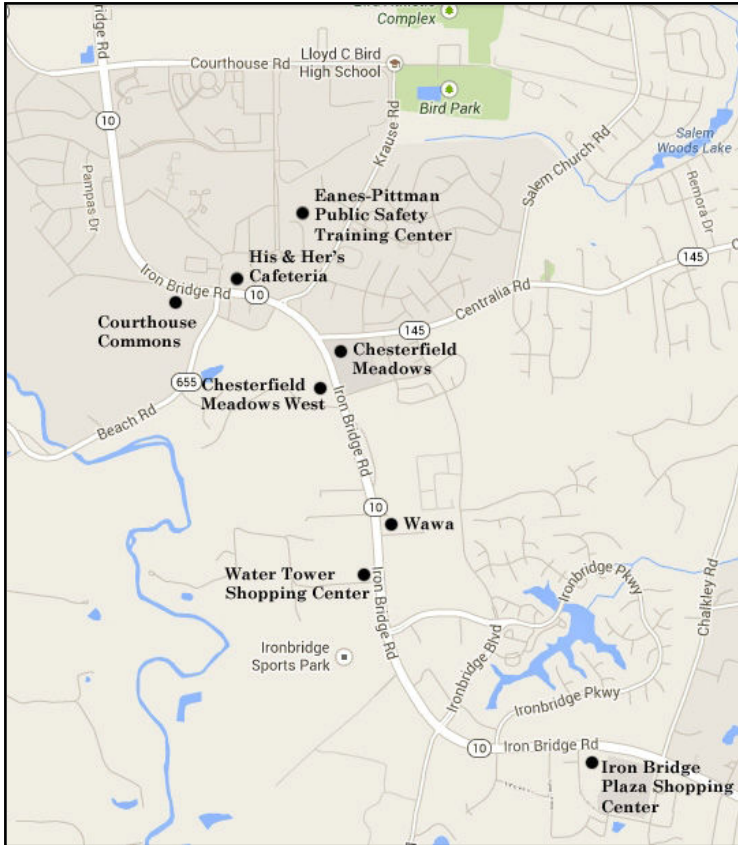 Complex
Bridge Rd
Courthouse Rd
Lloyd C Bird
High School
Bird Park
10
Krause Rd
Salem Church Rd
Salem
Woods Lake
Pampas Dr
Remora Dr
Eanes-Pittman
Public Safety
Training Center
His & Her's
Cafeteria
145
Iron Bridge Rd
10
Centralia Rd
Courthouse
Commons
145
Chesterfield
Meadows
655
Chesterfield
Meadows West
Beach Rd
Iron Bridge Rd
10
Wawa
Water Tower
Shopping Center
Iron Bridge Rd
Ironbridge Pkwy
Chalkley Rd
Ironbridge
Sports Park
Ironbridge Blvd
Ironbridge Pkwy
10
Iron Bridge Rd
Iron Bridge
Plaza Shopping
Center